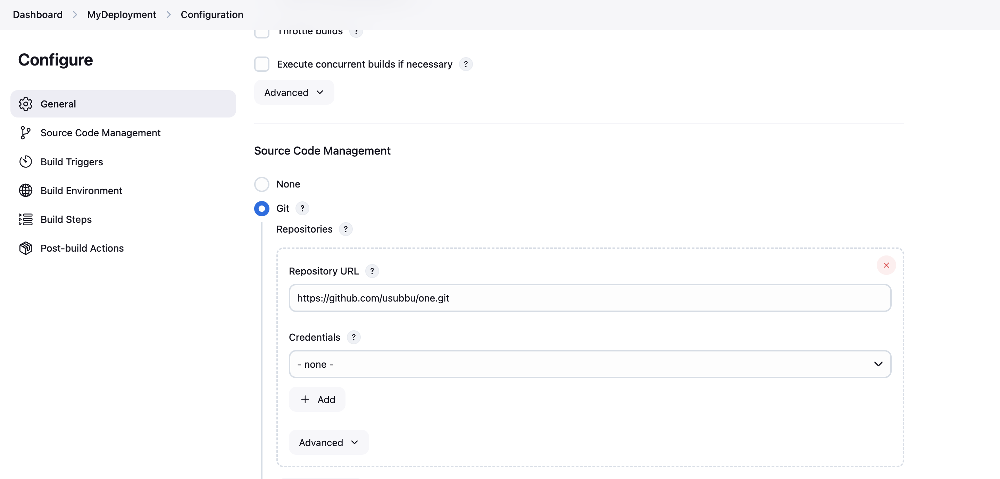 Dashboard > MyDeployment > Configuration
Throttle builds ?
Configure
Execute concurrent builds if necessary ?
Advanced
General
Source Code Management
Build Triggers
Build Environment
Build Steps
Post-build Actions
Source Code Management
None
Git ?
Repositories ?
Repository URL ?
https://github.com/usubbu/one.git
Credentials ?
- none -
+ Add
Advanced